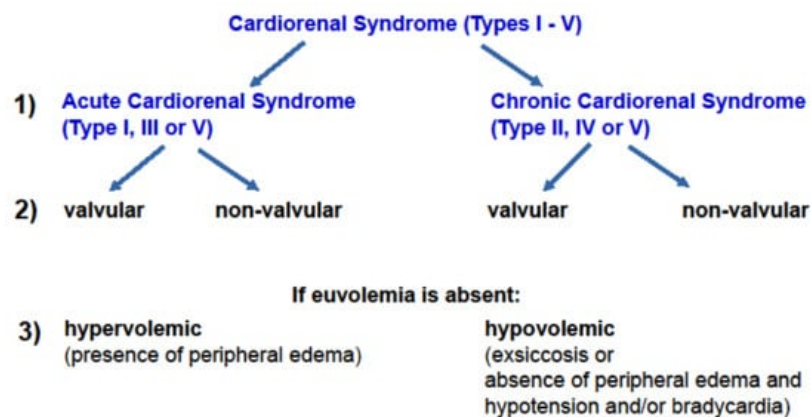 Cardiorenal Syndrome (Types I - V)
1) Acute Cardiorenal Syndrome Chronic Cardiorenal Syndrome
(Type I, III or V) (Type II, IV or V)
2) valvular non-valvular valvular non-valvular
If euvolemia is absent:
3) hypervolemic hypovolemic
(presence of peripheral edema) (exsiccosis or
absence of peripheral edema and
hypotension and/or bradycardia)